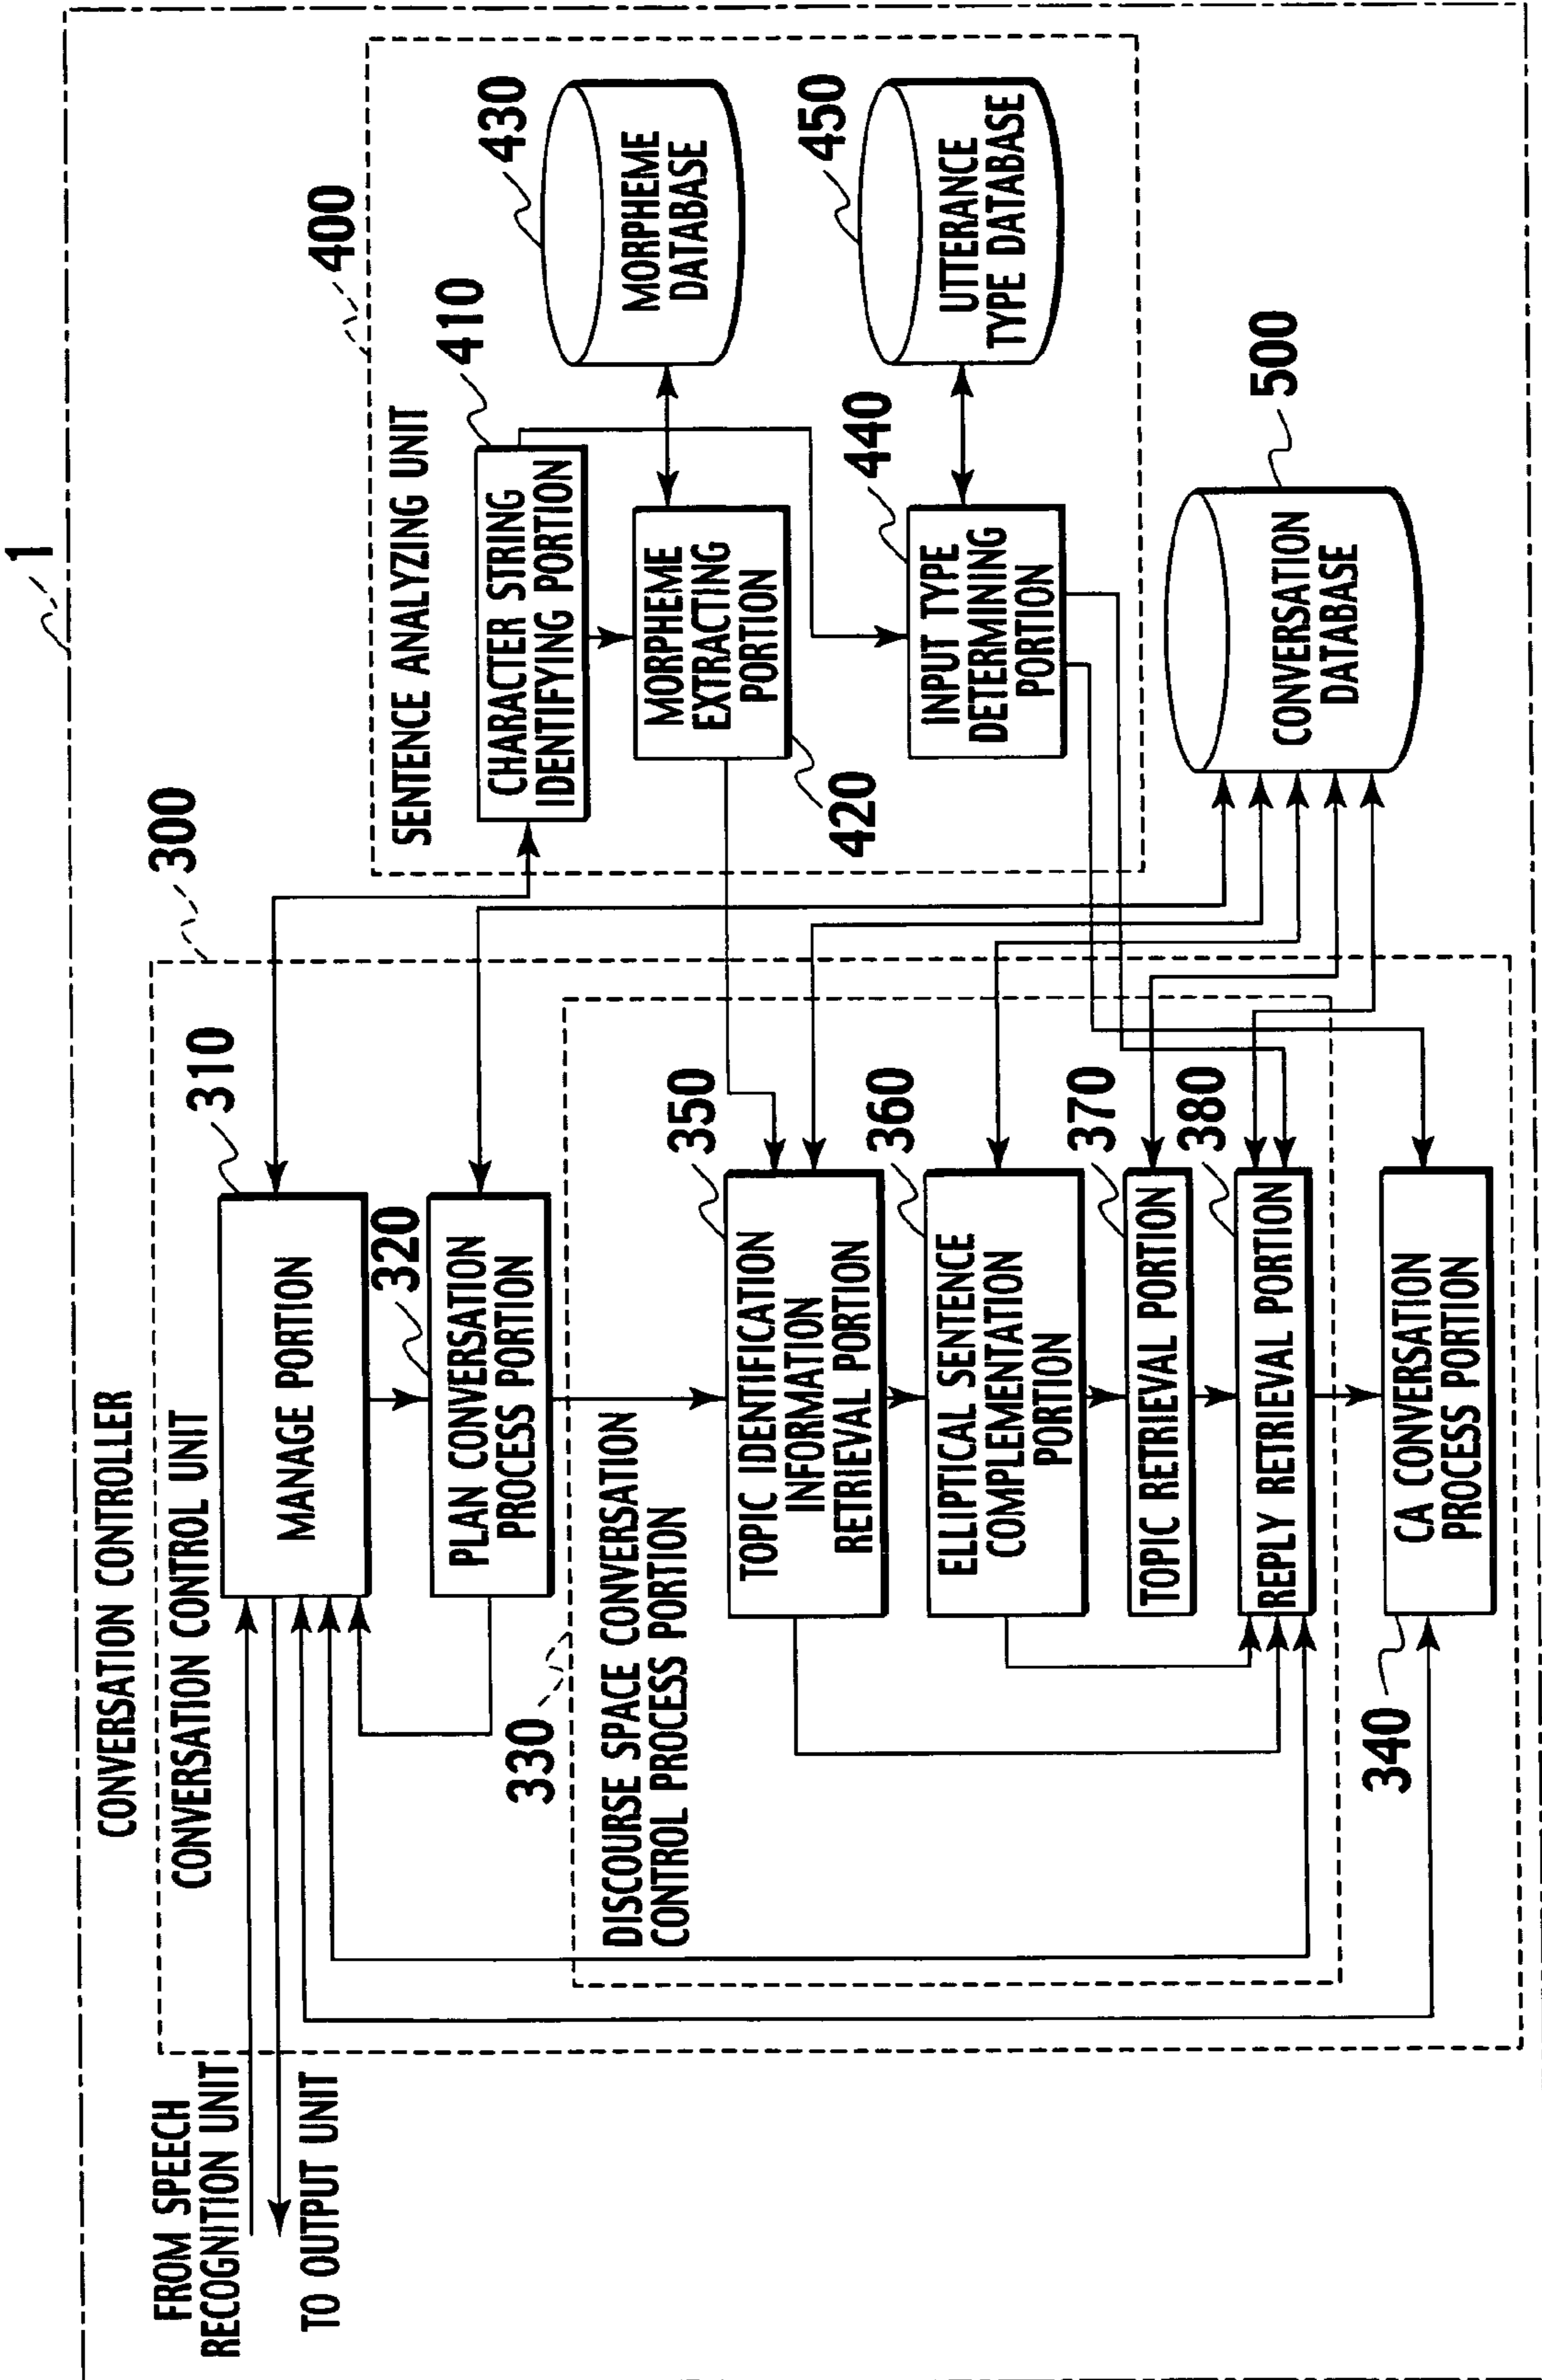 1
CONVERSATION CONTROLLER
FROM SPEECH
RECOGNITION UNIT
TO OUTPUT UNIT
300
CONVERSATION CONTROL UNIT
310
MANAGE PORTION
320
PLAN CONVERSATION
PROCESS PORTION
330
DISCOURSE SPACE CONVERSATION
CONTROL PROCESS PORTION
350
TOPIC IDENTIFICATION
INFORMATION
RETRIEVAL PORTION
360
ELLIPTICAL SENTENCE
COMPLEMENTATION
PORTION
370
TOPIC RETRIEVAL PORTION
380
REPLY RETRIEVAL PORTION
340
CA CONVERSATION
PROCESS PORTION
400
SENTENCE ANALYZING UNIT
410
CHARACTER STRING
IDENTIFYING PORTION
420
MORPHEME
EXTRACTING
PORTION
430
MORPHEME
DATABASE
440
INPUT TYPE
DETERMINING
PORTION
450
UTTERANCE
TYPE DATABASE
500
CONVERSATION
DATABASE